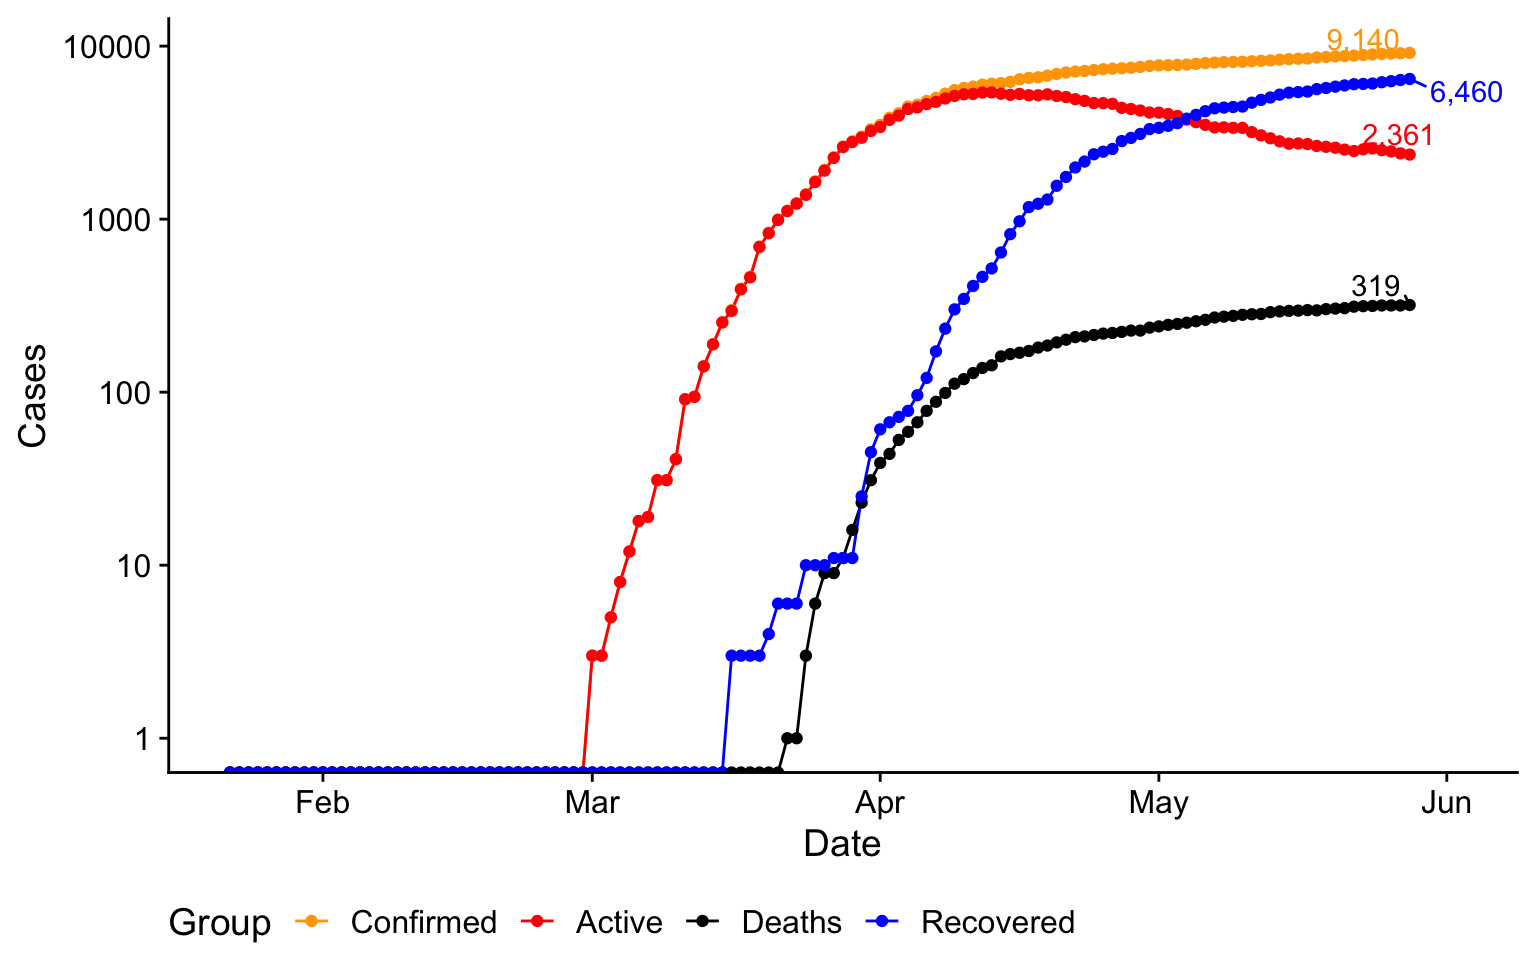 10000
1000
100
10
1
Cases
9,140
6,460
2,361
319
Feb Mar Apr May Jun
Date
Group Confirmed Active Deaths Recovered